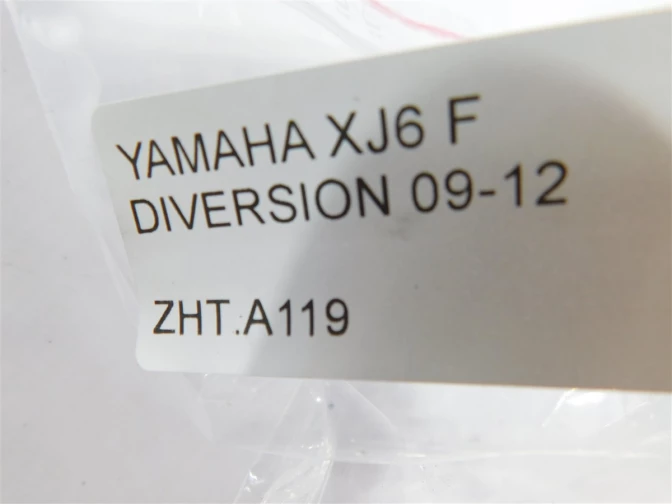 YAMAHA XJ6 F
DIVERSION 09-12
ZHT.A119